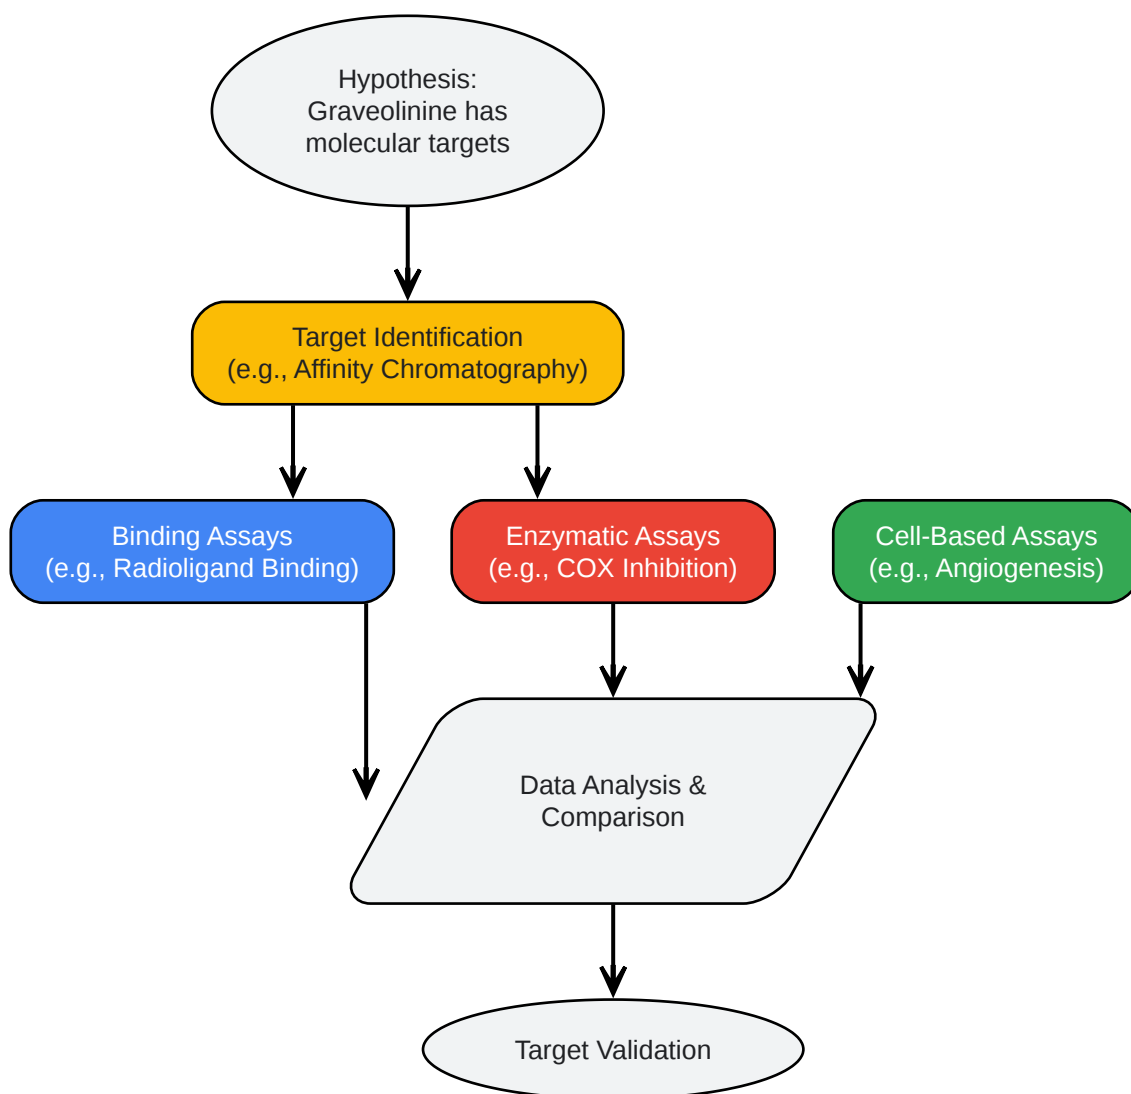 Hypothesis:
Graveolinine has
molecular targets
Target Identification
(e.g., Affinity Chromatography)
Binding Assays
(e.g., Radioligand Binding)
Enzymatic Assays
(e.g., COX Inhibition)
Cell-Based Assays
(e.g., Angiogenesis)
Data Analysis &
Comparison
Target Validation